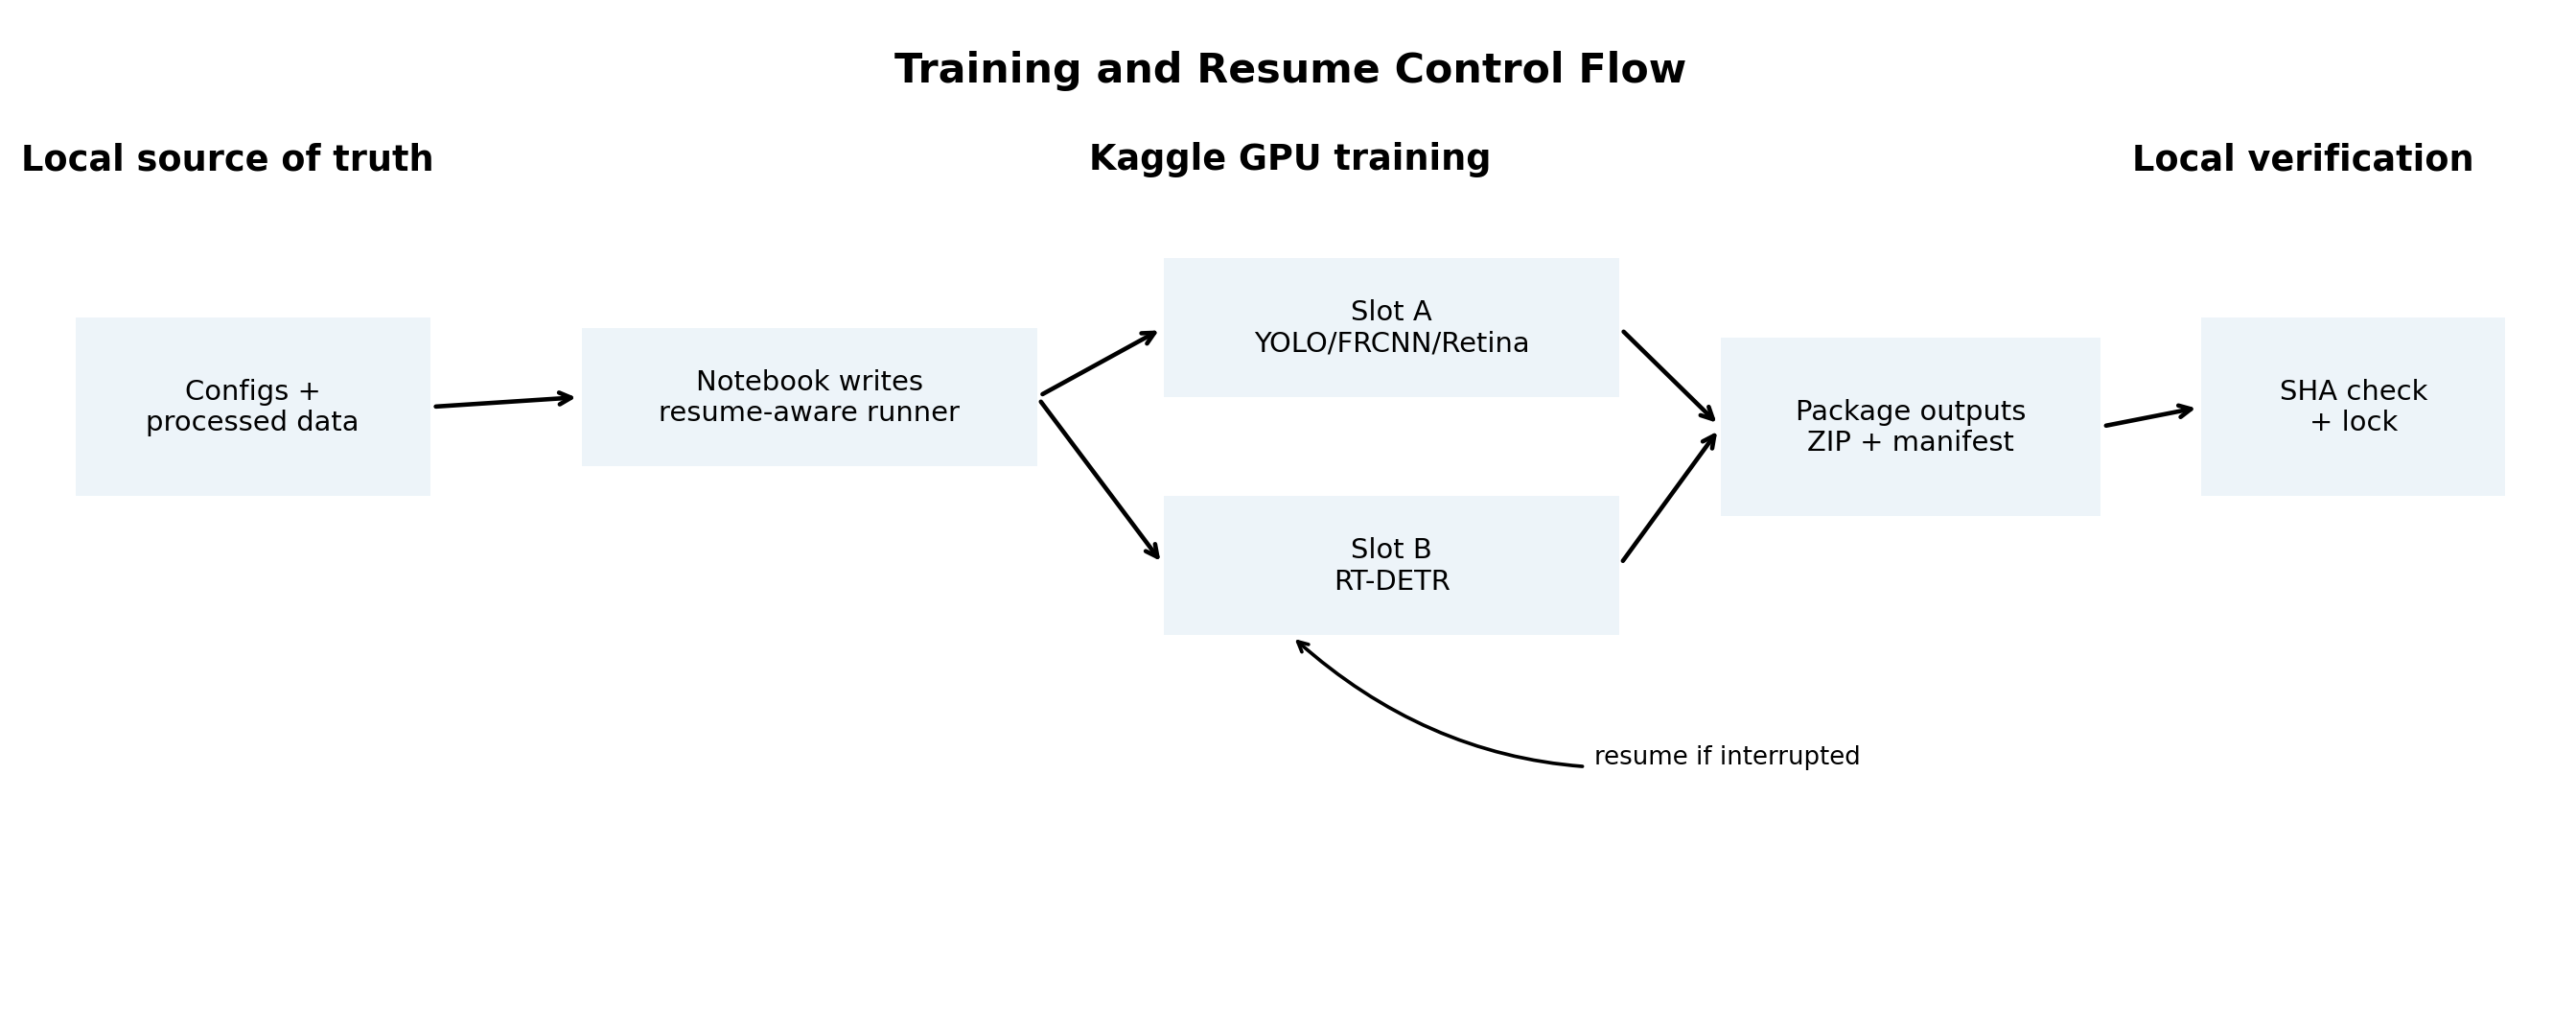 Training and Resume Control Flow
Local source of truth
Kaggle GPU training
Local verification
Configs +
processed data
Notebook writes
resume-aware runner
Slot A
YOLO/FRCNN/Retina
Slot B
RT-DETR
Package outputs
ZIP + manifest
SHA check
+ lock
resume if interrupted